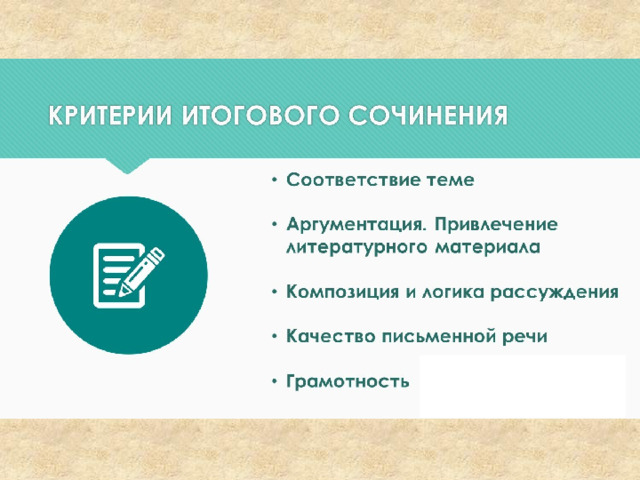 КРИТЕРИИ ИТОГОВОГО СОЧИНЕНИЯ
• Соответствие теме
• Аргументация. Привлечение
литературного материала
• Композиция и логика рассуждения
• Качество письменной речи
• Грамотность